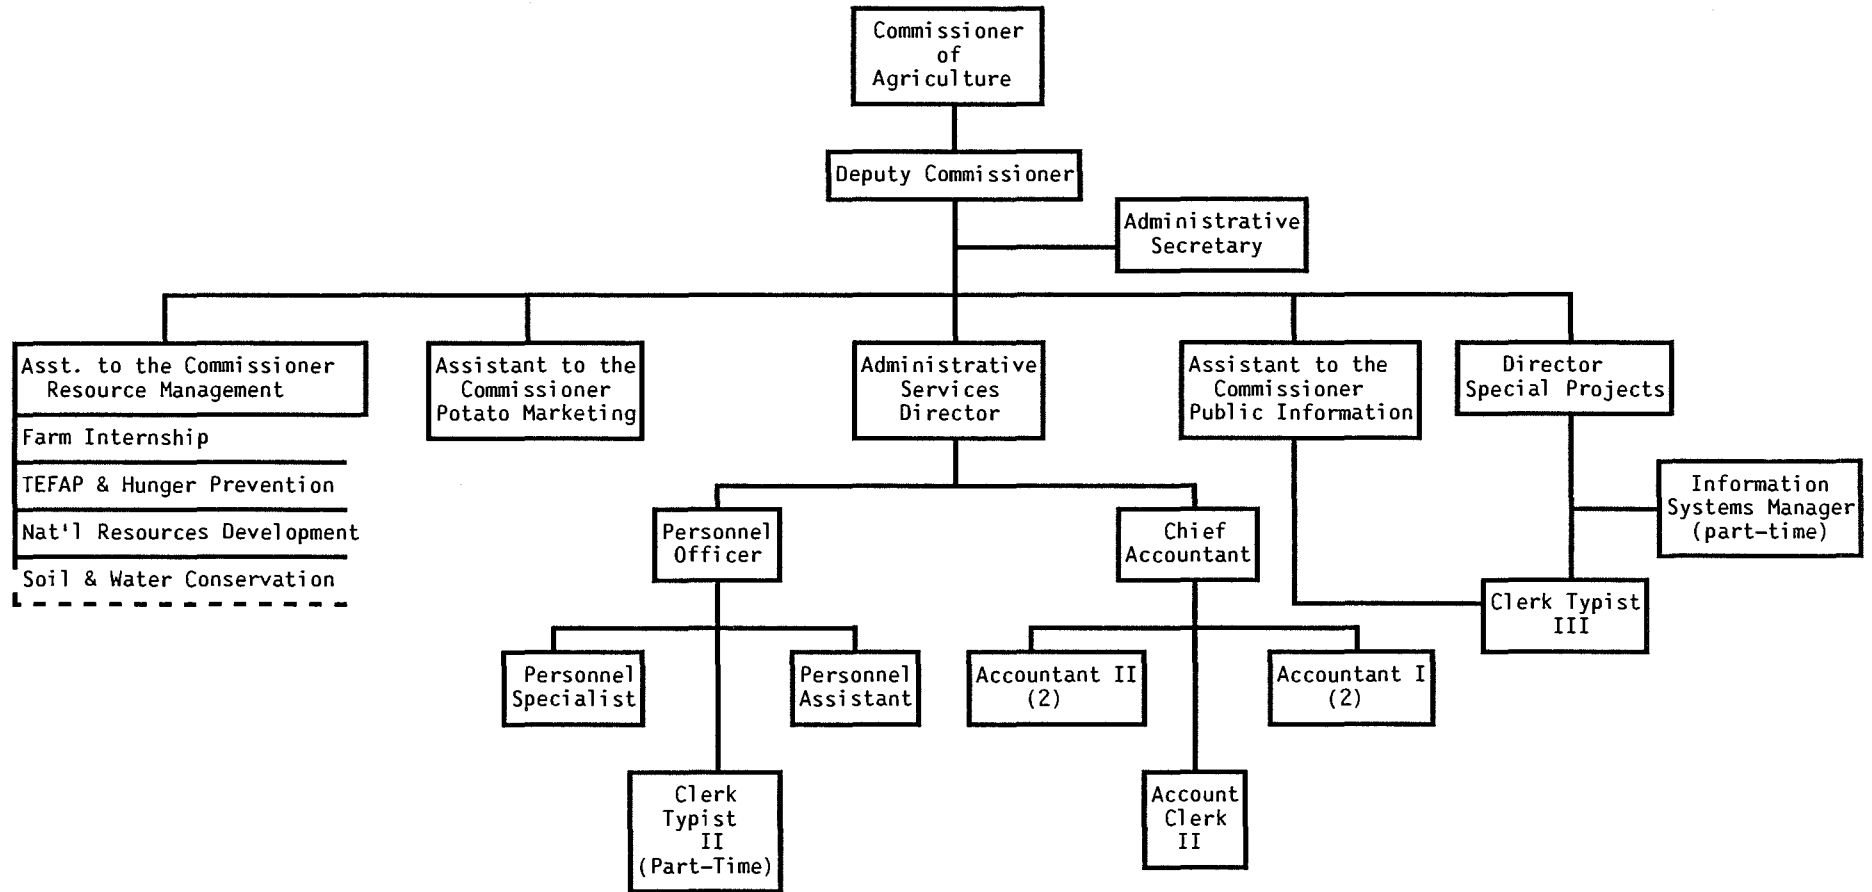 Commissioner
of
Agriculture
Deputy Commissioner
Administrative
Secretary
Asst. to the Commissioner
Resource Management
Farm Internship
TEFAP & Hunger Prevention
Nat'l Resources Development
Soil & Water Conservation
Assistant to the
Commissioner
Potato Marketing
Administrative
Services
Director
Assistant to the
Commissioner
Public Information
Director
Special Projects
Information
Systems Manager
(part-time)
Personnel
Officer
Chief
Accountant
Clerk Typist
III
Personnel
Specialist
Personnel
Assistant
Accountant II
(2)
Accountant I
(2)
Clerk
Typist
II
(Part-Time)
Account
Clerk
II